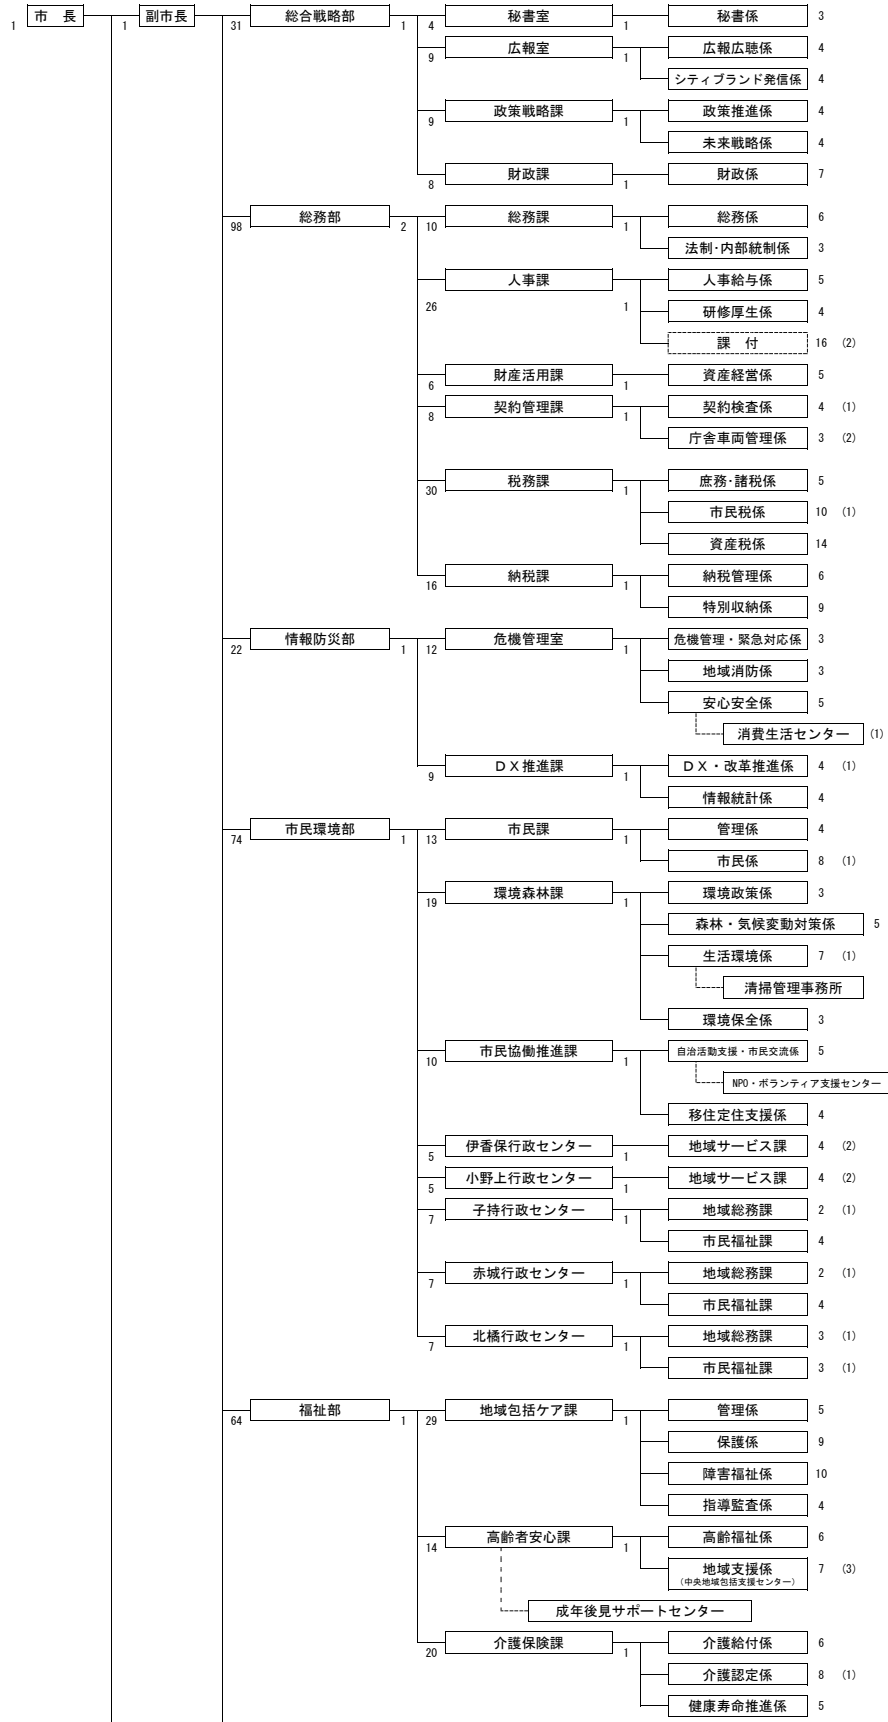 市　長 1 副市長 1 総合戦略部 31 1 秘書室 4 1 秘書係 3
広報室 9 1 広報広聴係 4
シティブランド発信係 4
政策戦略課 9 1 政策推進係 4
未来戦略係 4
財政課 8 1 財政係 7
総務部 98 2 総務課 10 1 総務係 6
法制・内部統制係 3
人事課 26 1 人事給与係 5
研修厚生係 4
課　付 16 (2)
財産活用課 6 1 資産経営係 5
契約管理課 8 1 契約検査係 4 (1)
庁舎車両管理係 3 (2)
税務課 30 1 庶務・諸税係 5
市民税係 10 (1)
資産税係 14
納税課 16 1 納税管理係 6
特別収納係 9
情報防災部 22 1 危機管理室 12 1 危機管理・緊急対応係 3
地域消防係 3
安心安全係 5
消費生活センター (1)
ＤＸ推進課 9 1 ＤＸ・改革推進係 4 (1)
情報統計係 4
市民環境部 74 1 市民課 13 1 管理係 4
市民係 8 (1)
環境森林課 19 1 環境政策係 3
森林・気候変動対策係 5
生活環境係 7 (1)
清掃管理事務所
環境保全係 3
市民協働推進課 10 1 自治活動支援・市民交流係 5
NPO・ボランティア支援センター
移住定住支援係 4
伊香保行政センター 5 1 地域サービス課 4 (2)
小野上行政センター 5 1 地域サービス課 4 (2)
子持行政センター 7 1 地域総務課 2 (1)
市民福祉課 4
赤城行政センター 7 1 地域総務課 2 (1)
市民福祉課 4
北橘行政センター 7 1 地域総務課 3 (1)
市民福祉課 3 (1)
福祉部 64 1 地域包括ケア課 29 1 管理係 5
保護係 9
障害福祉係 10
指導監査係 4
高齢者安心課 14 1 高齢福祉係 6
地域支援係 7 (3)
（中央地域包括支援センター）
成年後見サポートセンター
介護保険課 20 1 介護給付係 6
介護認定係 8 (1)
健康寿命推進係 5